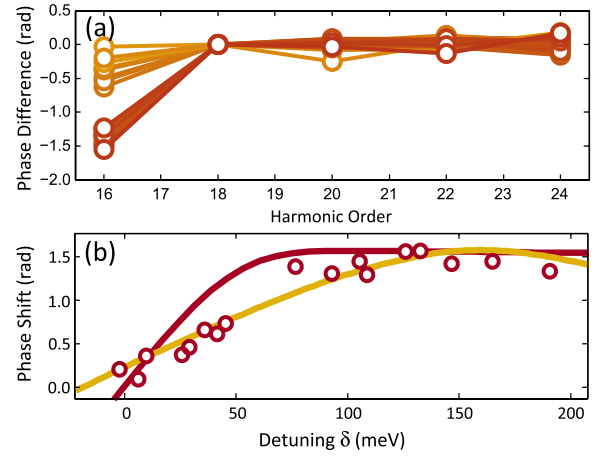 (a)
Phase Difference (rad)
0.5
0.0
−0.5
−1.0
−1.5
−2.0
16 17 18 19 20 21 22 23 24
Harmonic Order
(b)
Phase Shift (rad)
1.5
1.0
0.5
0.0
0 50 100 150 200
Detuning δ (meV)